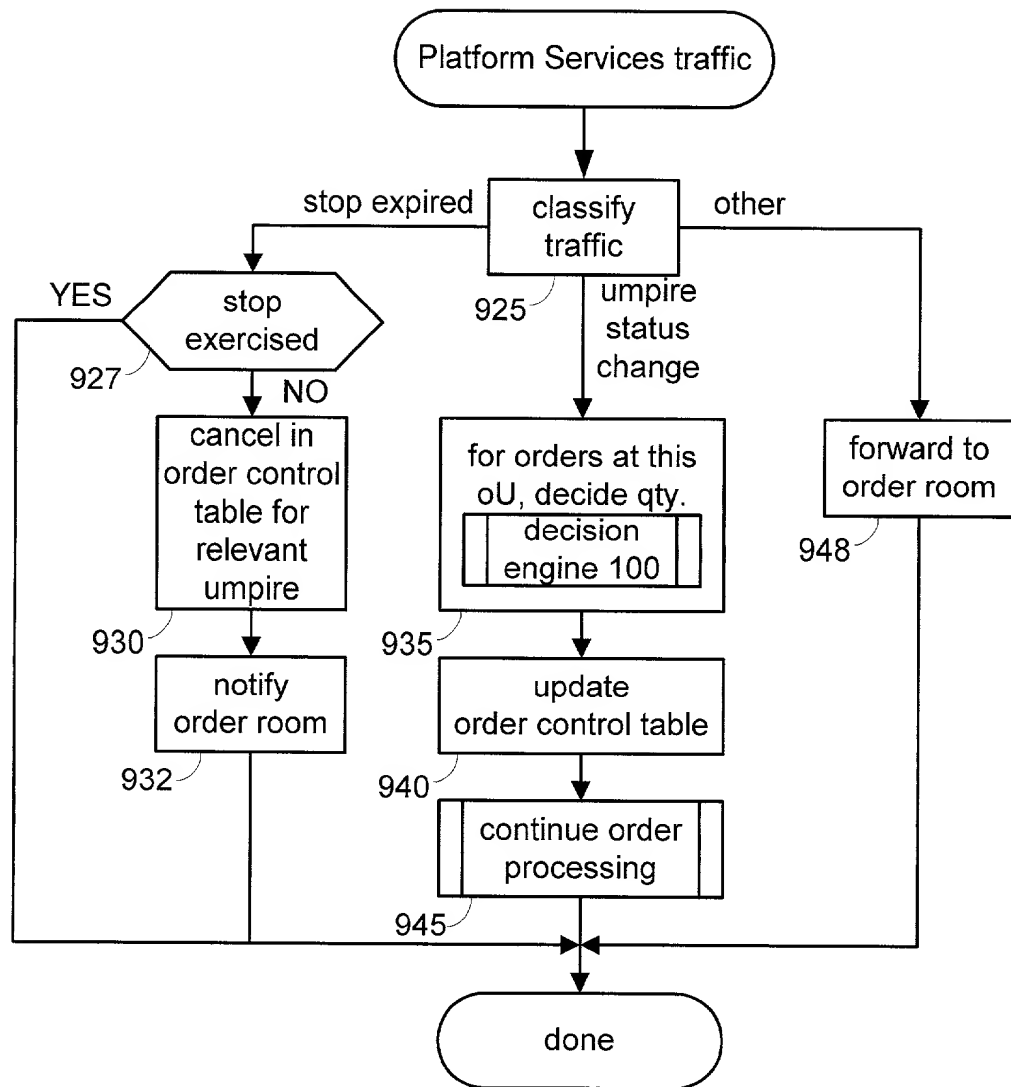 Platform Services traffic
stop expired
classify
traffic
other
925
umpire
status
change
YES
stop
exercised
927
NO
cancel in
order control
table for
relevant
umpire
930
for orders at this
oU, decide qty.
decision
engine 100
935
forward to
order room
948
notify
order room
932
update
order control table
940
continue order
processing
945
done